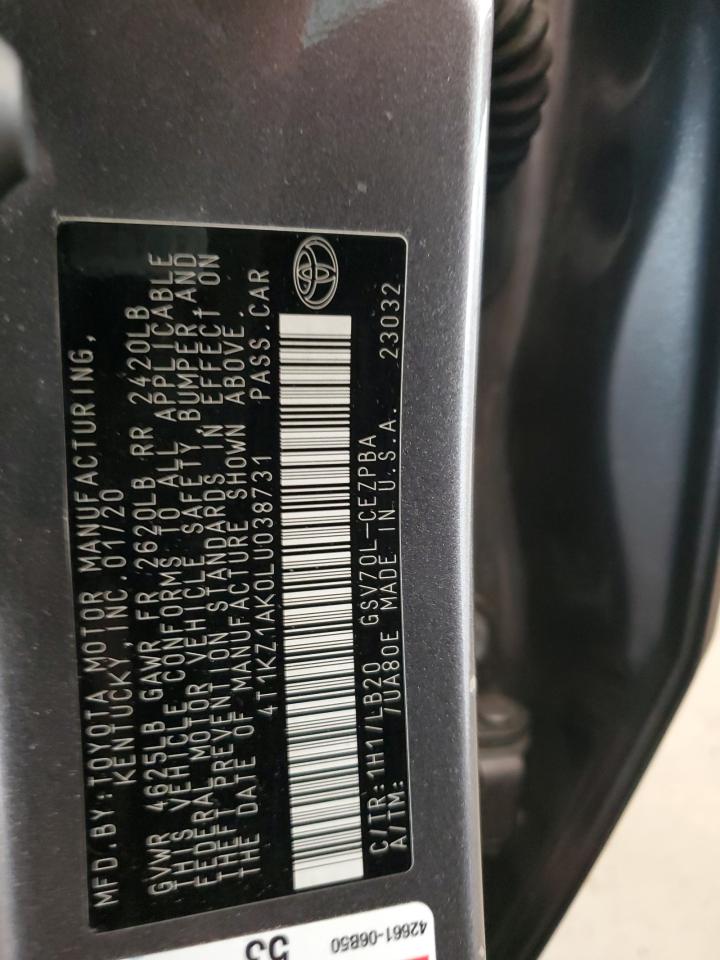 MFD.BY:TOYOTA MOTOR MANUFACTURING,
KENTUCKY INC.01/20
GVWR 4625LB GAWR FR 2620LB RR 2420LB
THIS VEHICLE CONFORMS TO ALL APPLICABLE
FEDERAL MOTOR VEHICLE SAFETY,BUMPER,AND
THEFT PREVENTION STANDARDS IN EFFECT ON
THE DATE OF MANUFACTURE SHOWN ABOVE.
4T1KZ1AK0LU038731 PASS.CAR
C/TR:1H1/LB20 GSV70L-CEZPBA
A/TM: /UA80E MADE IN U.S.A. 23032
42661-06B50
53